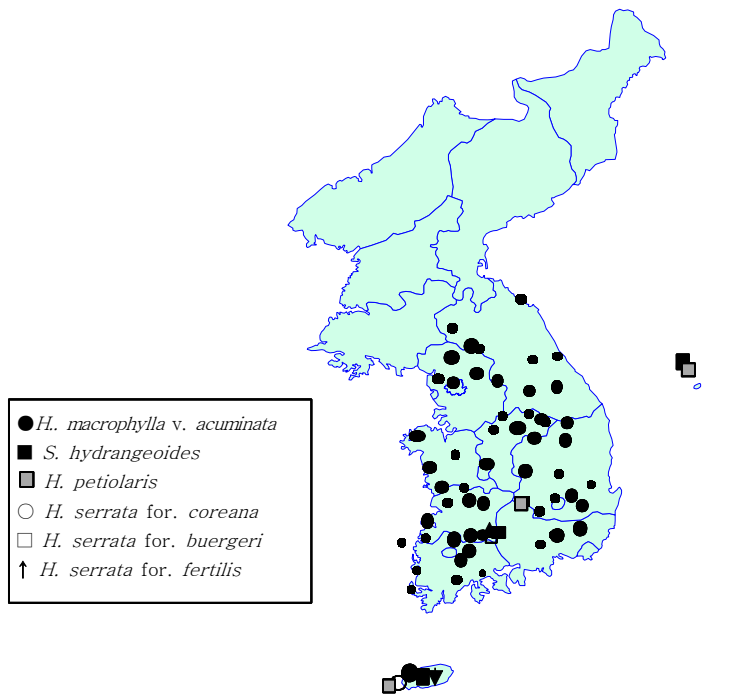 H. macrophylla v. acuminata
S. hydrangeoides
H. petiolaris
H. serrata for. coreana
H. serrata for. buergeri
H. serrata for. fertilis